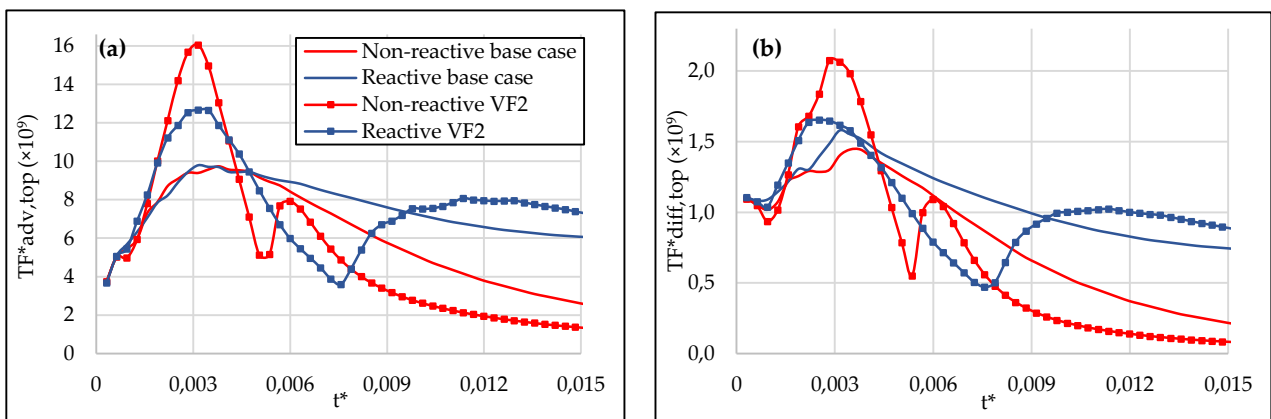 (a)
Non-reactive base case
Reactive base case
Non-reactive VF2
Reactive VF2
TF*adv,top (×10⁹)
16
14
12
10
8
6
4
2
0
0
0,003
0,006
0,009
0,012
0,015
t*
(b)
TF*diff,top (×10⁹)
2,0
1,5
1,0
0,5
0,0
0
0,003
0,006
0,009
0,012
0,015
t*